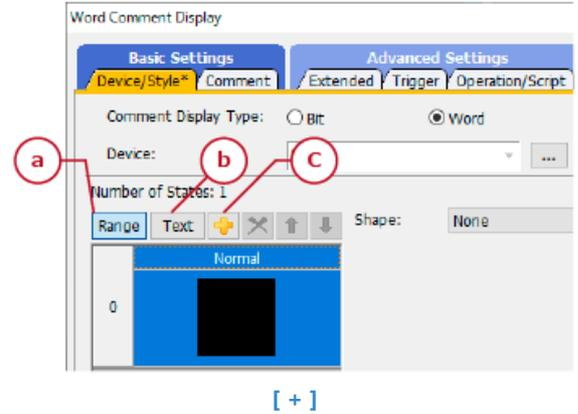 Word Comment Display
Basic Settings
Advanced Settings
Device/Style* Comment
Extended Trigger Operation/Script
Comment Display Type: Bit Word
a
Device:
b
C
...
Number of States: 1
Range Text
Shape: None
Normal
0
[ + ]